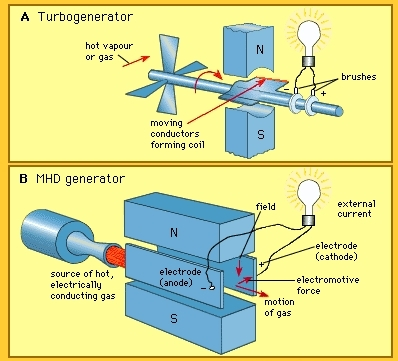 A Turbogenerator
hot vapour
or gas
N
- +
brushes
moving
conductors
forming coil
S
B MHD generator
field
external
current
N
electrode
(cathode)
+
source of hot,
electrically
conducting gas
electrode
(anode)
-
electromotive
force
motion
of gas
S